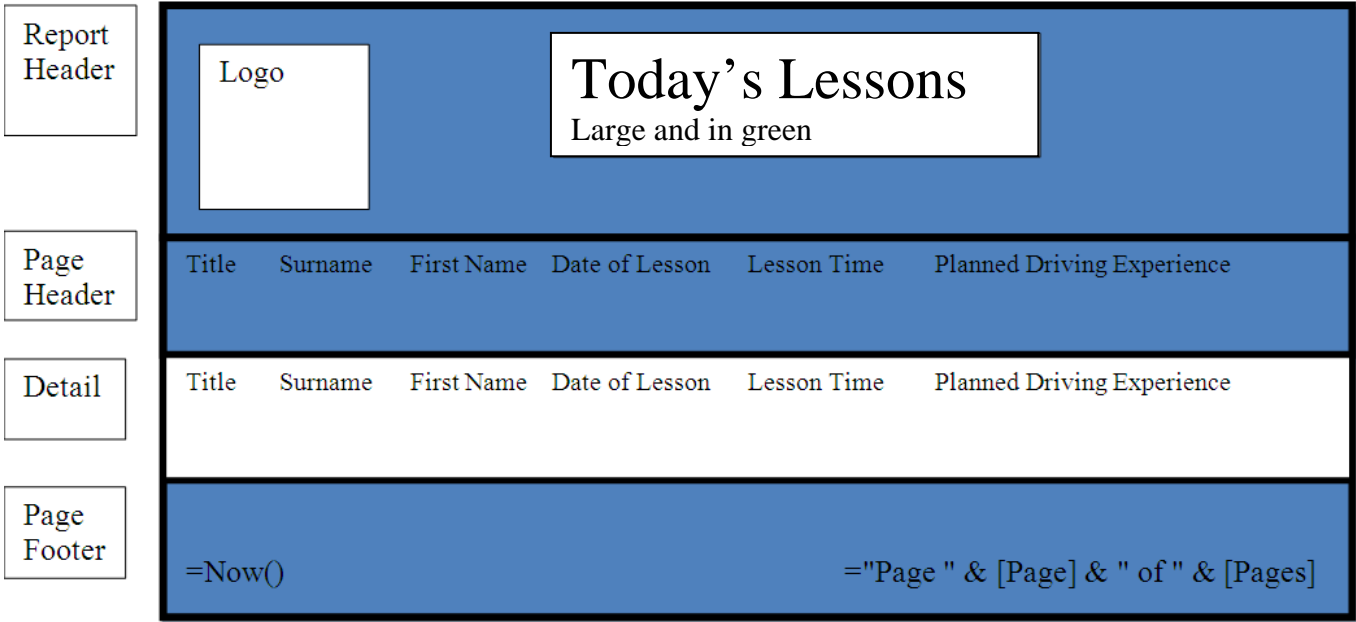 Report
Header
Logo
Today’s Lessons
Large and in green
Page
Header
Title Surname First Name Date of Lesson Lesson Time Planned Driving Experience
Detail
Title Surname First Name Date of Lesson Lesson Time Planned Driving Experience
Page
Footer
=Now() ="Page " & [Page] & " of " & [Pages]